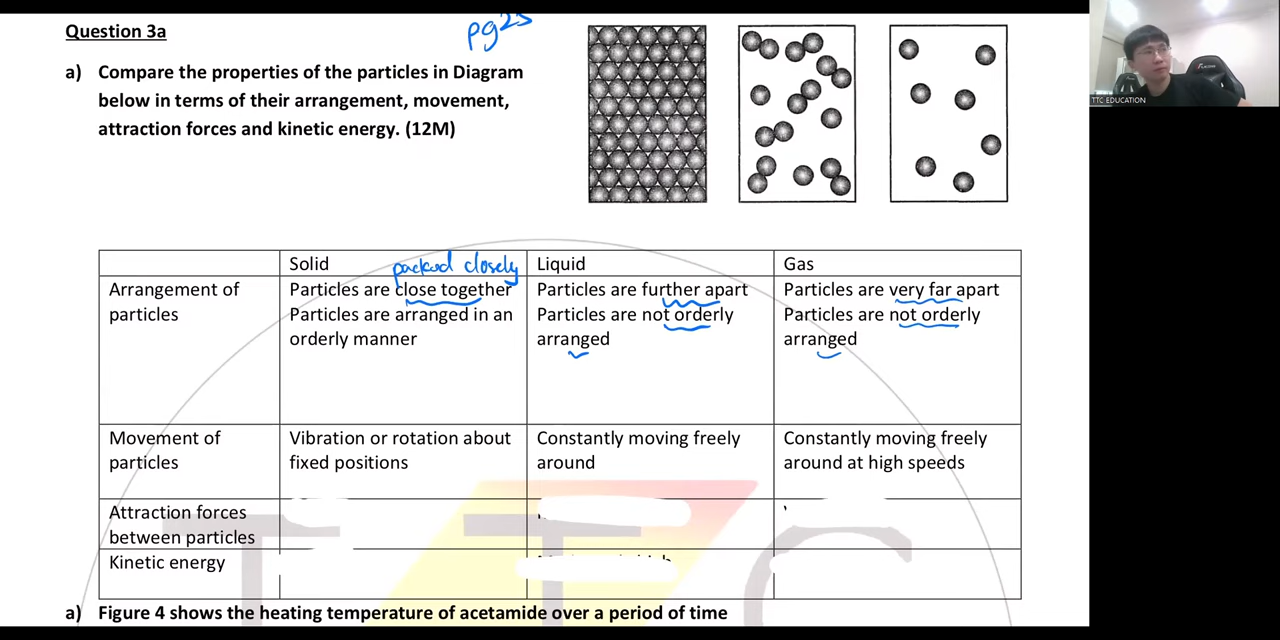 Question 3a
pg25
a) Compare the properties of the particles in Diagram
below in terms of their arrangement, movement,
attraction forces and kinetic energy. (12M)
TTC EDUCATION
Solid
packed closely
Liquid
Gas
Arrangement of
particles
Particles are close together
Particles are arranged in an
orderly manner
Particles are further apart
Particles are not orderly
arranged
Particles are very far apart
Particles are not orderly
arranged
Movement of
particles
Vibration or rotation about
fixed positions
Constantly moving freely
around
Constantly moving freely
around at high speeds
Attraction forces
between particles
Kinetic energy
TTC
a) Figure 4 shows the heating temperature of acetamide over a period of time